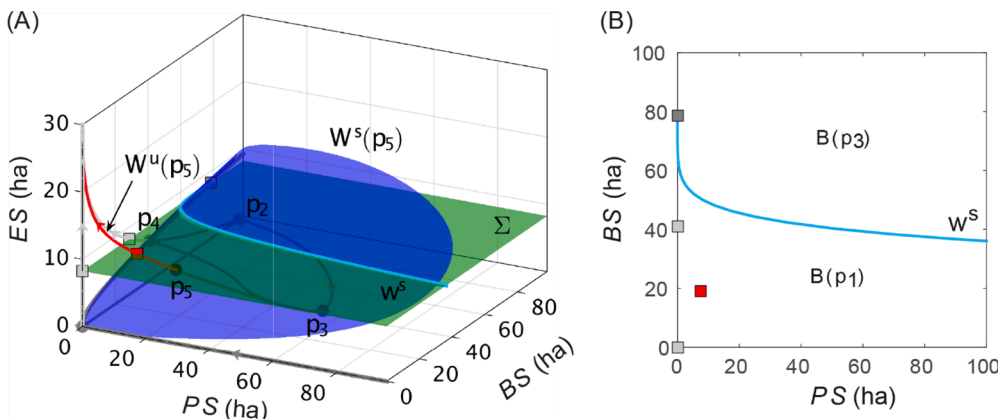 (A)
ES (ha)
30
20
10
0
W^u(p₅)
W^s(p₅)
p₄
p₂
Σ
p₅
p₃
w^s
0
20
40
60
80
PS (ha)
0
20
40
60
80
BS (ha)
(B)
BS (ha)
100
80
60
40
20
0
B(p₃)
w^s
B(p₁)
0 20 40 60 80 100
PS (ha)